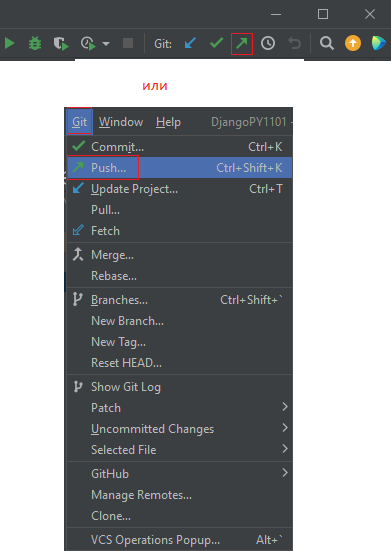 Git:
или
Git Window Help DjangoPY1101 -
Commit... Ctrl+K
Push... Ctrl+Shift+K
Update Project... Ctrl+T
Pull...
Fetch
Merge...
Rebase...
Branches... Ctrl+Shift+`
New Branch...
New Tag...
Reset HEAD...
Show Git Log
Patch
Uncommitted Changes
Selected File
GitHub
Manage Remotes...
Clone...
VCS Operations Popup... Alt+`